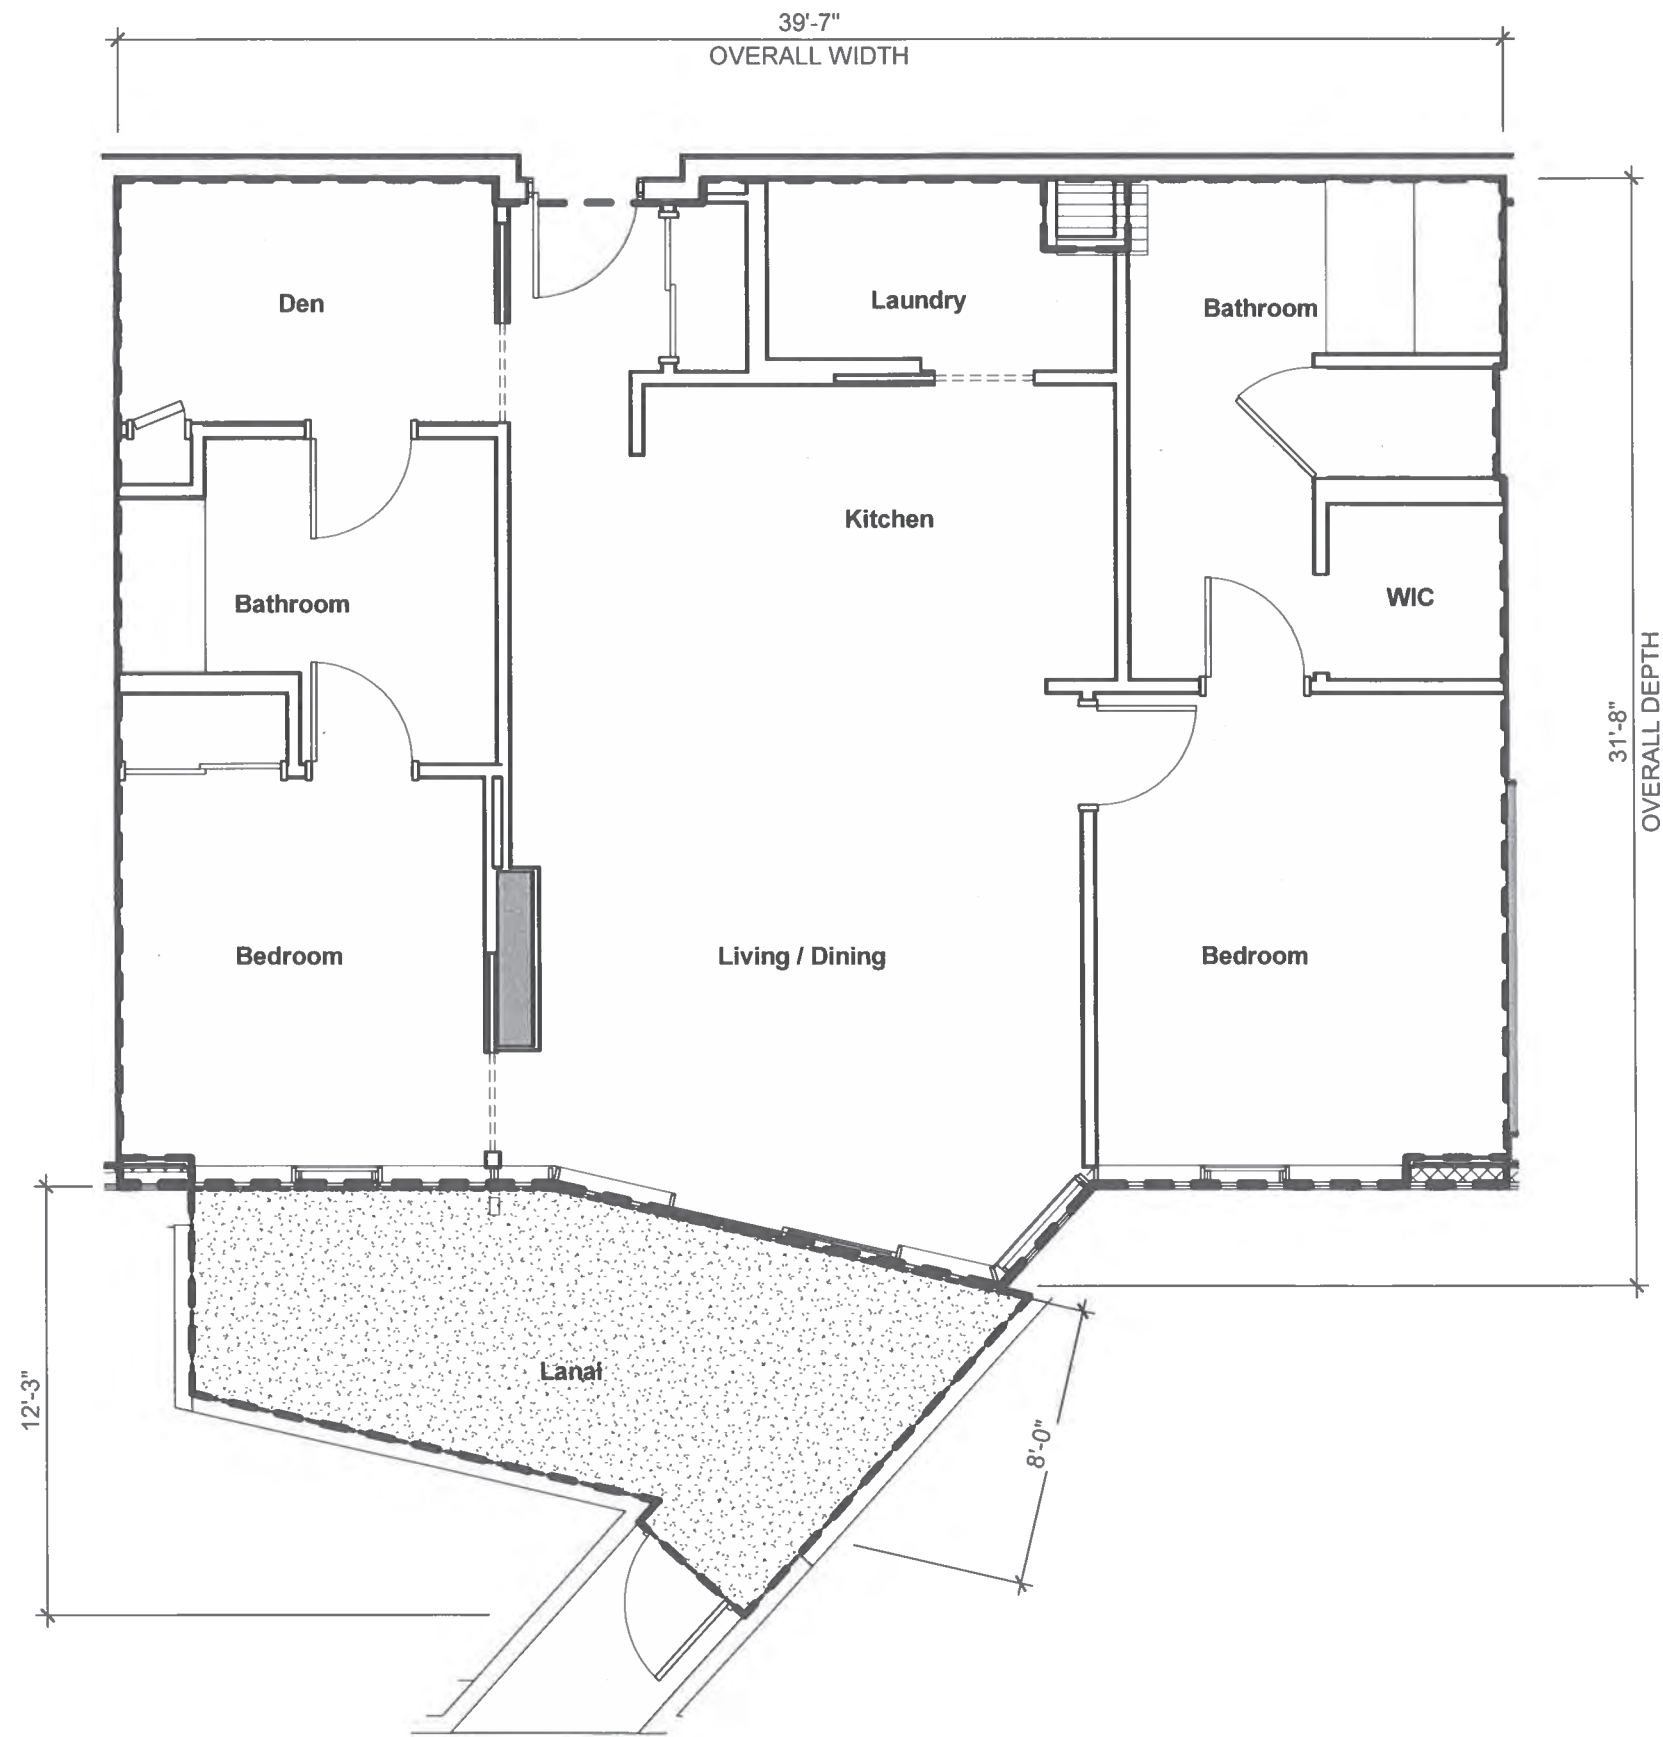 39'-7"
OVERALL WIDTH
Den
Laundry
Bathroom
Kitchen
Bathroom
WIC
31'-8"
OVERALL DEPTH
Bedroom
Living / Dining
Bedroom
Lanai
12'-3"
8'-0"